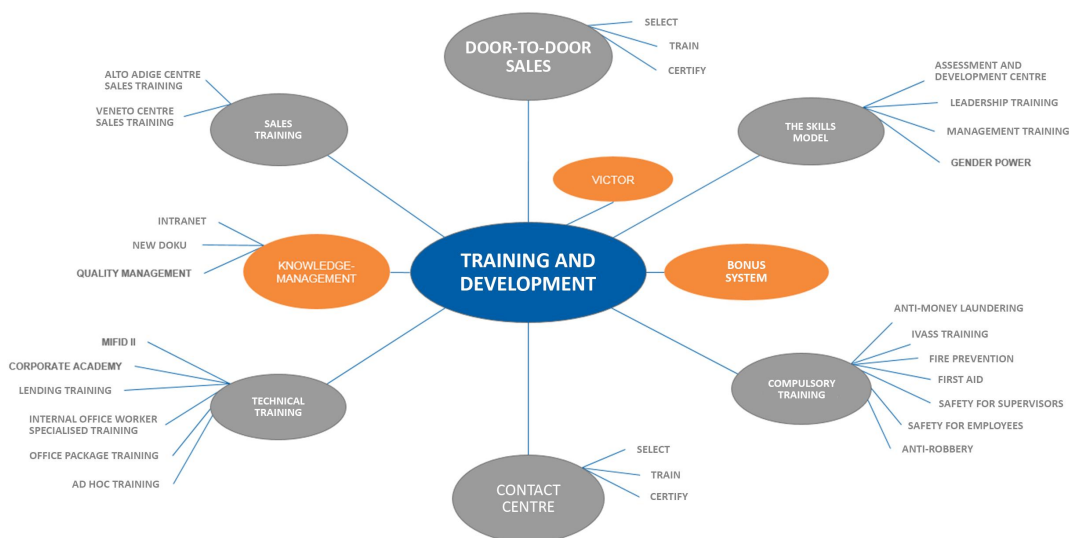 DOOR-TO-DOOR
SALES
SELECT
TRAIN
CERTIFY
ALTO ADIGE CENTRE
SALES TRAINING
VENETO CENTRE
SALES TRAINING
SALES
TRAINING
THE SKILLS
MODEL
ASSESSMENT AND
DEVELOPMENT CENTRE
LEADERSHIP TRAINING
MANAGEMENT TRAINING
GENDER POWER
VICTOR
INTRANET
NEW DOKU
QUALITY MANAGEMENT
KNOWLEDGE-
MANAGEMENT
TRAINING AND
DEVELOPMENT
BONUS
SYSTEM
MIFID II
CORPORATE ACADEMY
LENDING TRAINING
INTERNAL OFFICE WORKER
SPECIALISED TRAINING
OFFICE PACKAGE TRAINING
AD HOC TRAINING
TECHNICAL
TRAINING
COMPULSORY
TRAINING
ANTI-MONEY LAUNDERING
IVASS TRAINING
FIRE PREVENTION
FIRST AID
SAFETY FOR SUPERVISORS
SAFETY FOR EMPLOYEES
ANTI-ROBBERY
CONTACT
CENTRE
SELECT
TRAIN
CERTIFY